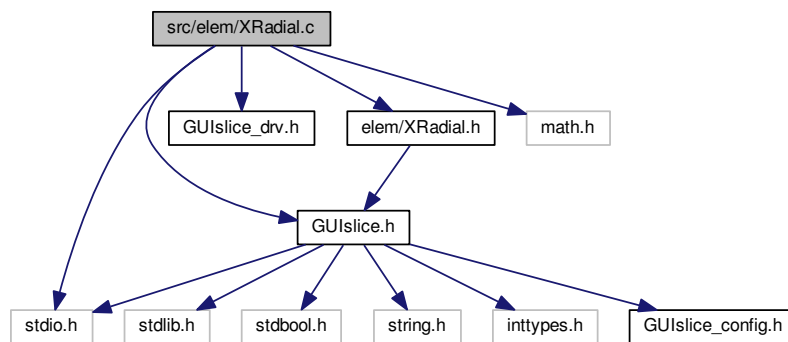 src/elem/XRadial.c
GUIslice_drv.h
elem/XRadial.h
math.h
GUIslice.h
stdio.h
stdlib.h
stdbool.h
string.h
inttypes.h
GUIslice_config.h